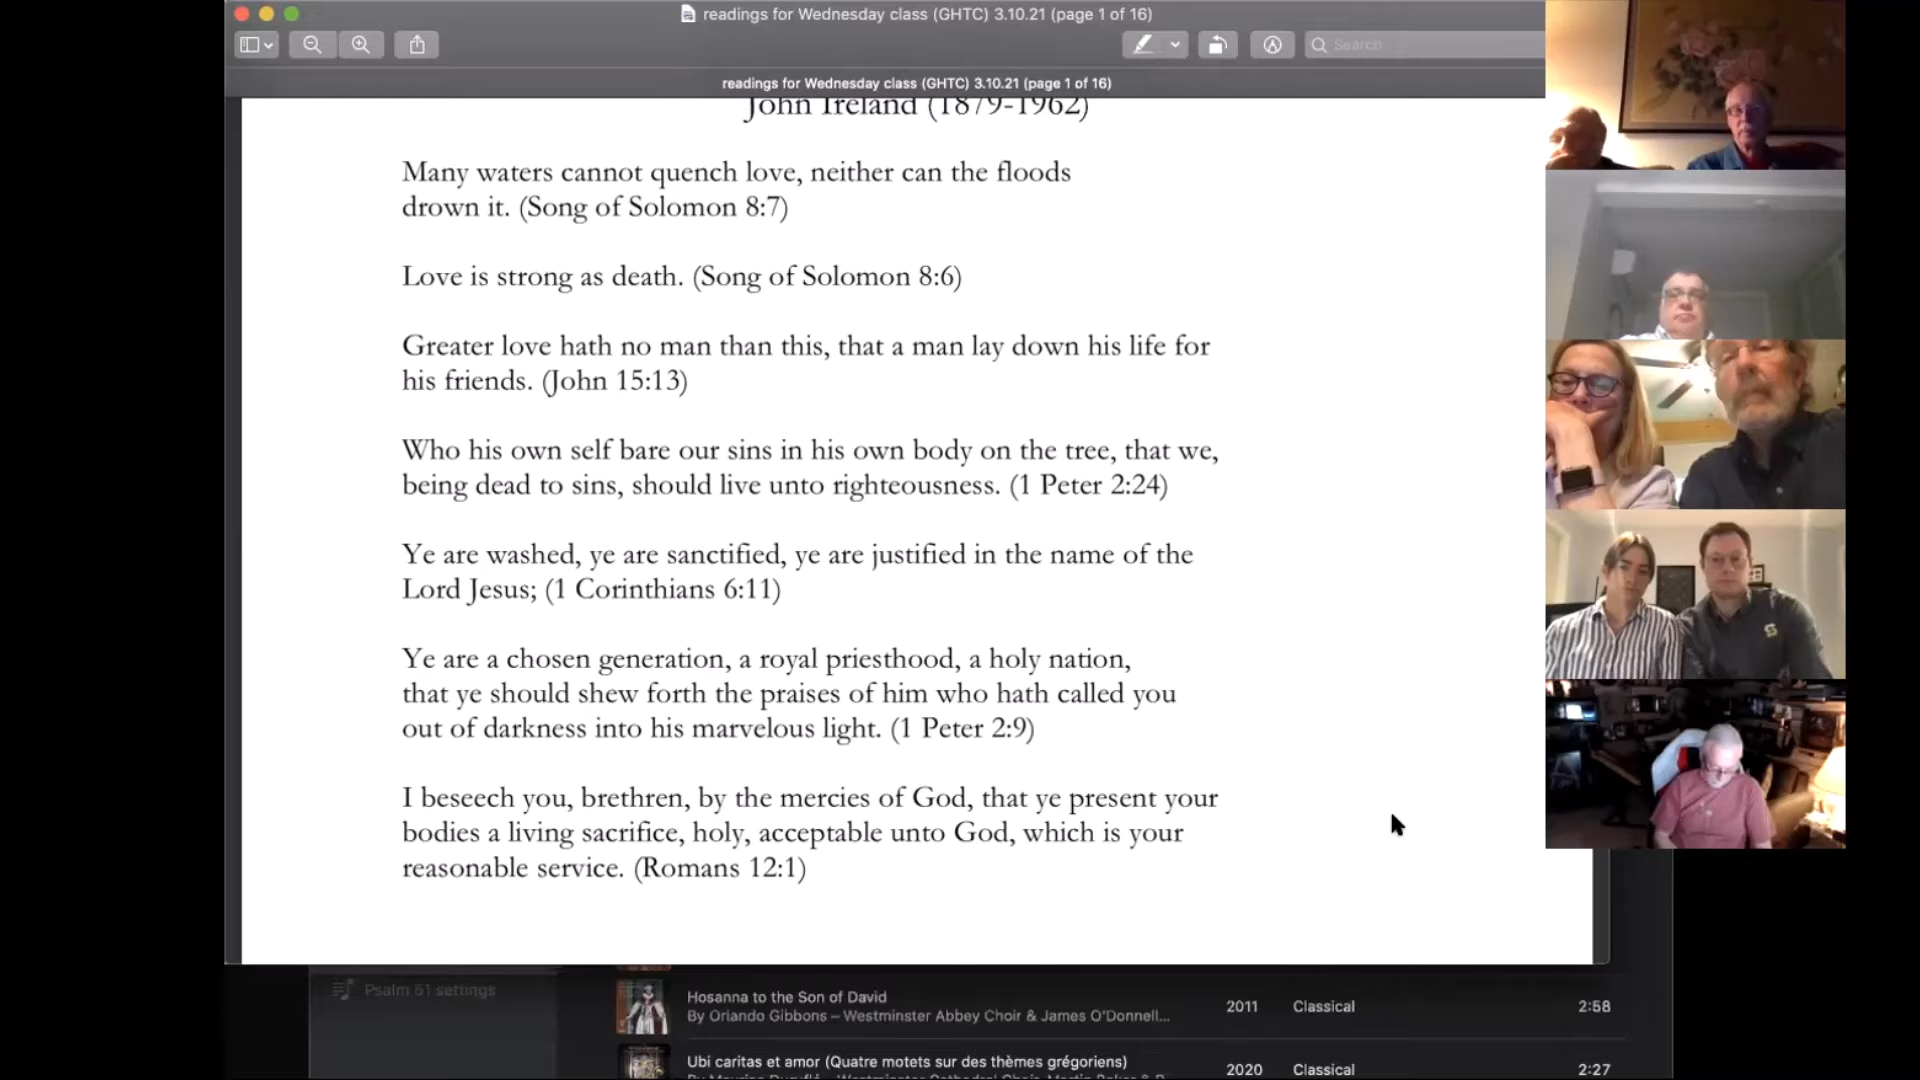 readings for Wednesday class (GHTC) 3.10.21 (page 1 of 16)
Search
readings for Wednesday class (GHTC) 3.10.21 (page 1 of 16)
John Ireland (1879-1962)
Many waters cannot quench love, neither can the floods
drown it. (Song of Solomon 8:7)
Love is strong as death. (Song of Solomon 8:6)
Greater love hath no man than this, that a man lay down his life for
his friends. (John 15:13)
Who his own self bare our sins in his own body on the tree, that we,
being dead to sins, should live unto righteousness. (1 Peter 2:24)
Ye are washed, ye are sanctified, ye are justified in the name of the
Lord Jesus; (1 Corinthians 6:11)
Ye are a chosen generation, a royal priesthood, a holy nation,
that ye should shew forth the praises of him who hath called you
out of darkness into his marvelous light. (1 Peter 2:9)
I beseech you, brethren, by the mercies of God, that ye present your
bodies a living sacrifice, holy, acceptable unto God, which is your
reasonable service. (Romans 12:1)
Psalm 51 settings
Hosanna to the Son of David
By Orlando Gibbons – Westminster Abbey Choir & James O'Donnell...
2011 Classical 2:58
Ubi caritas et amor (Quatre motets sur des thèmes grégoriens)
2020 Classical 2:27